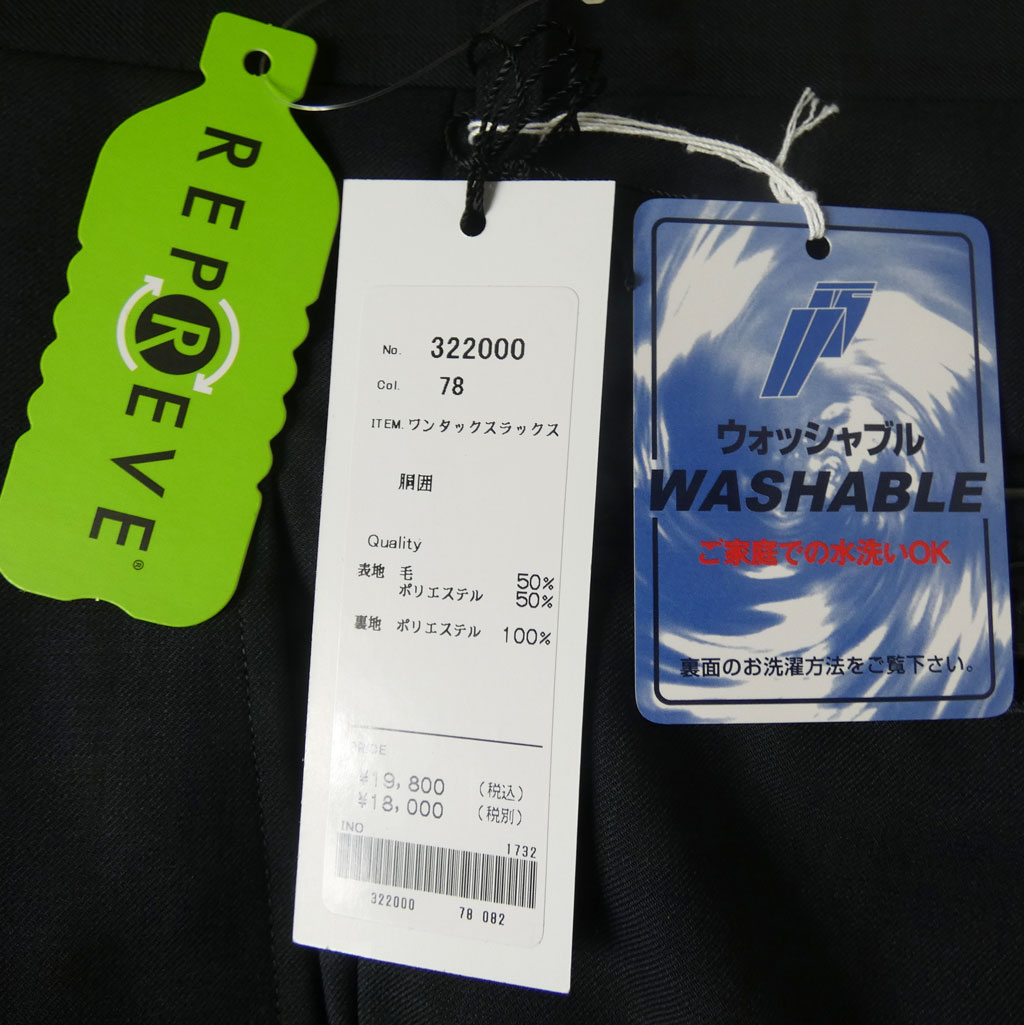 REPREVE®
No. 322000
Col. 78
ITEM.ワンタックスラックス
胴囲
Quality
表地 毛 50%
ポリエステル 50%
裏地 ポリエステル 100%
PRICE
¥19,800 (税込)
¥18,000 (税別)
INO
1732
322000 78 082
ウォッシャブル
WASHABLE
ご家庭での水洗いOK
裏面のお洗濯方法をご覧下さい。